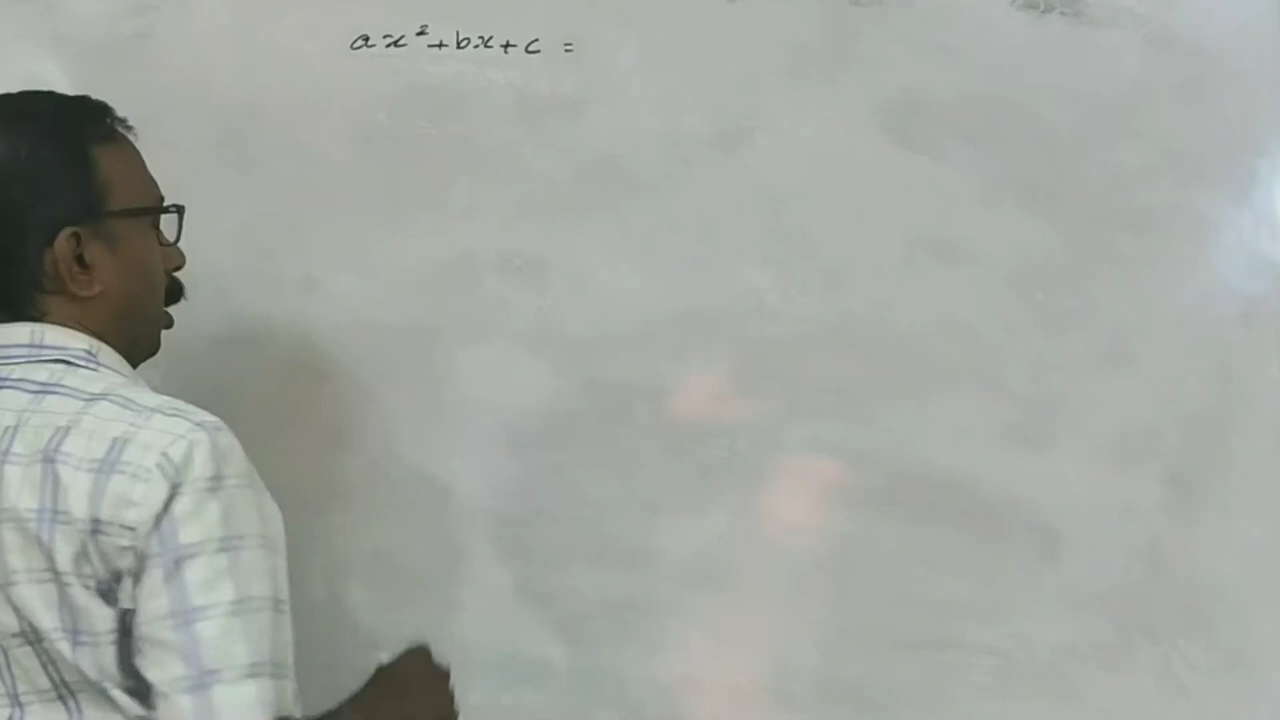 ax²+bx+c =